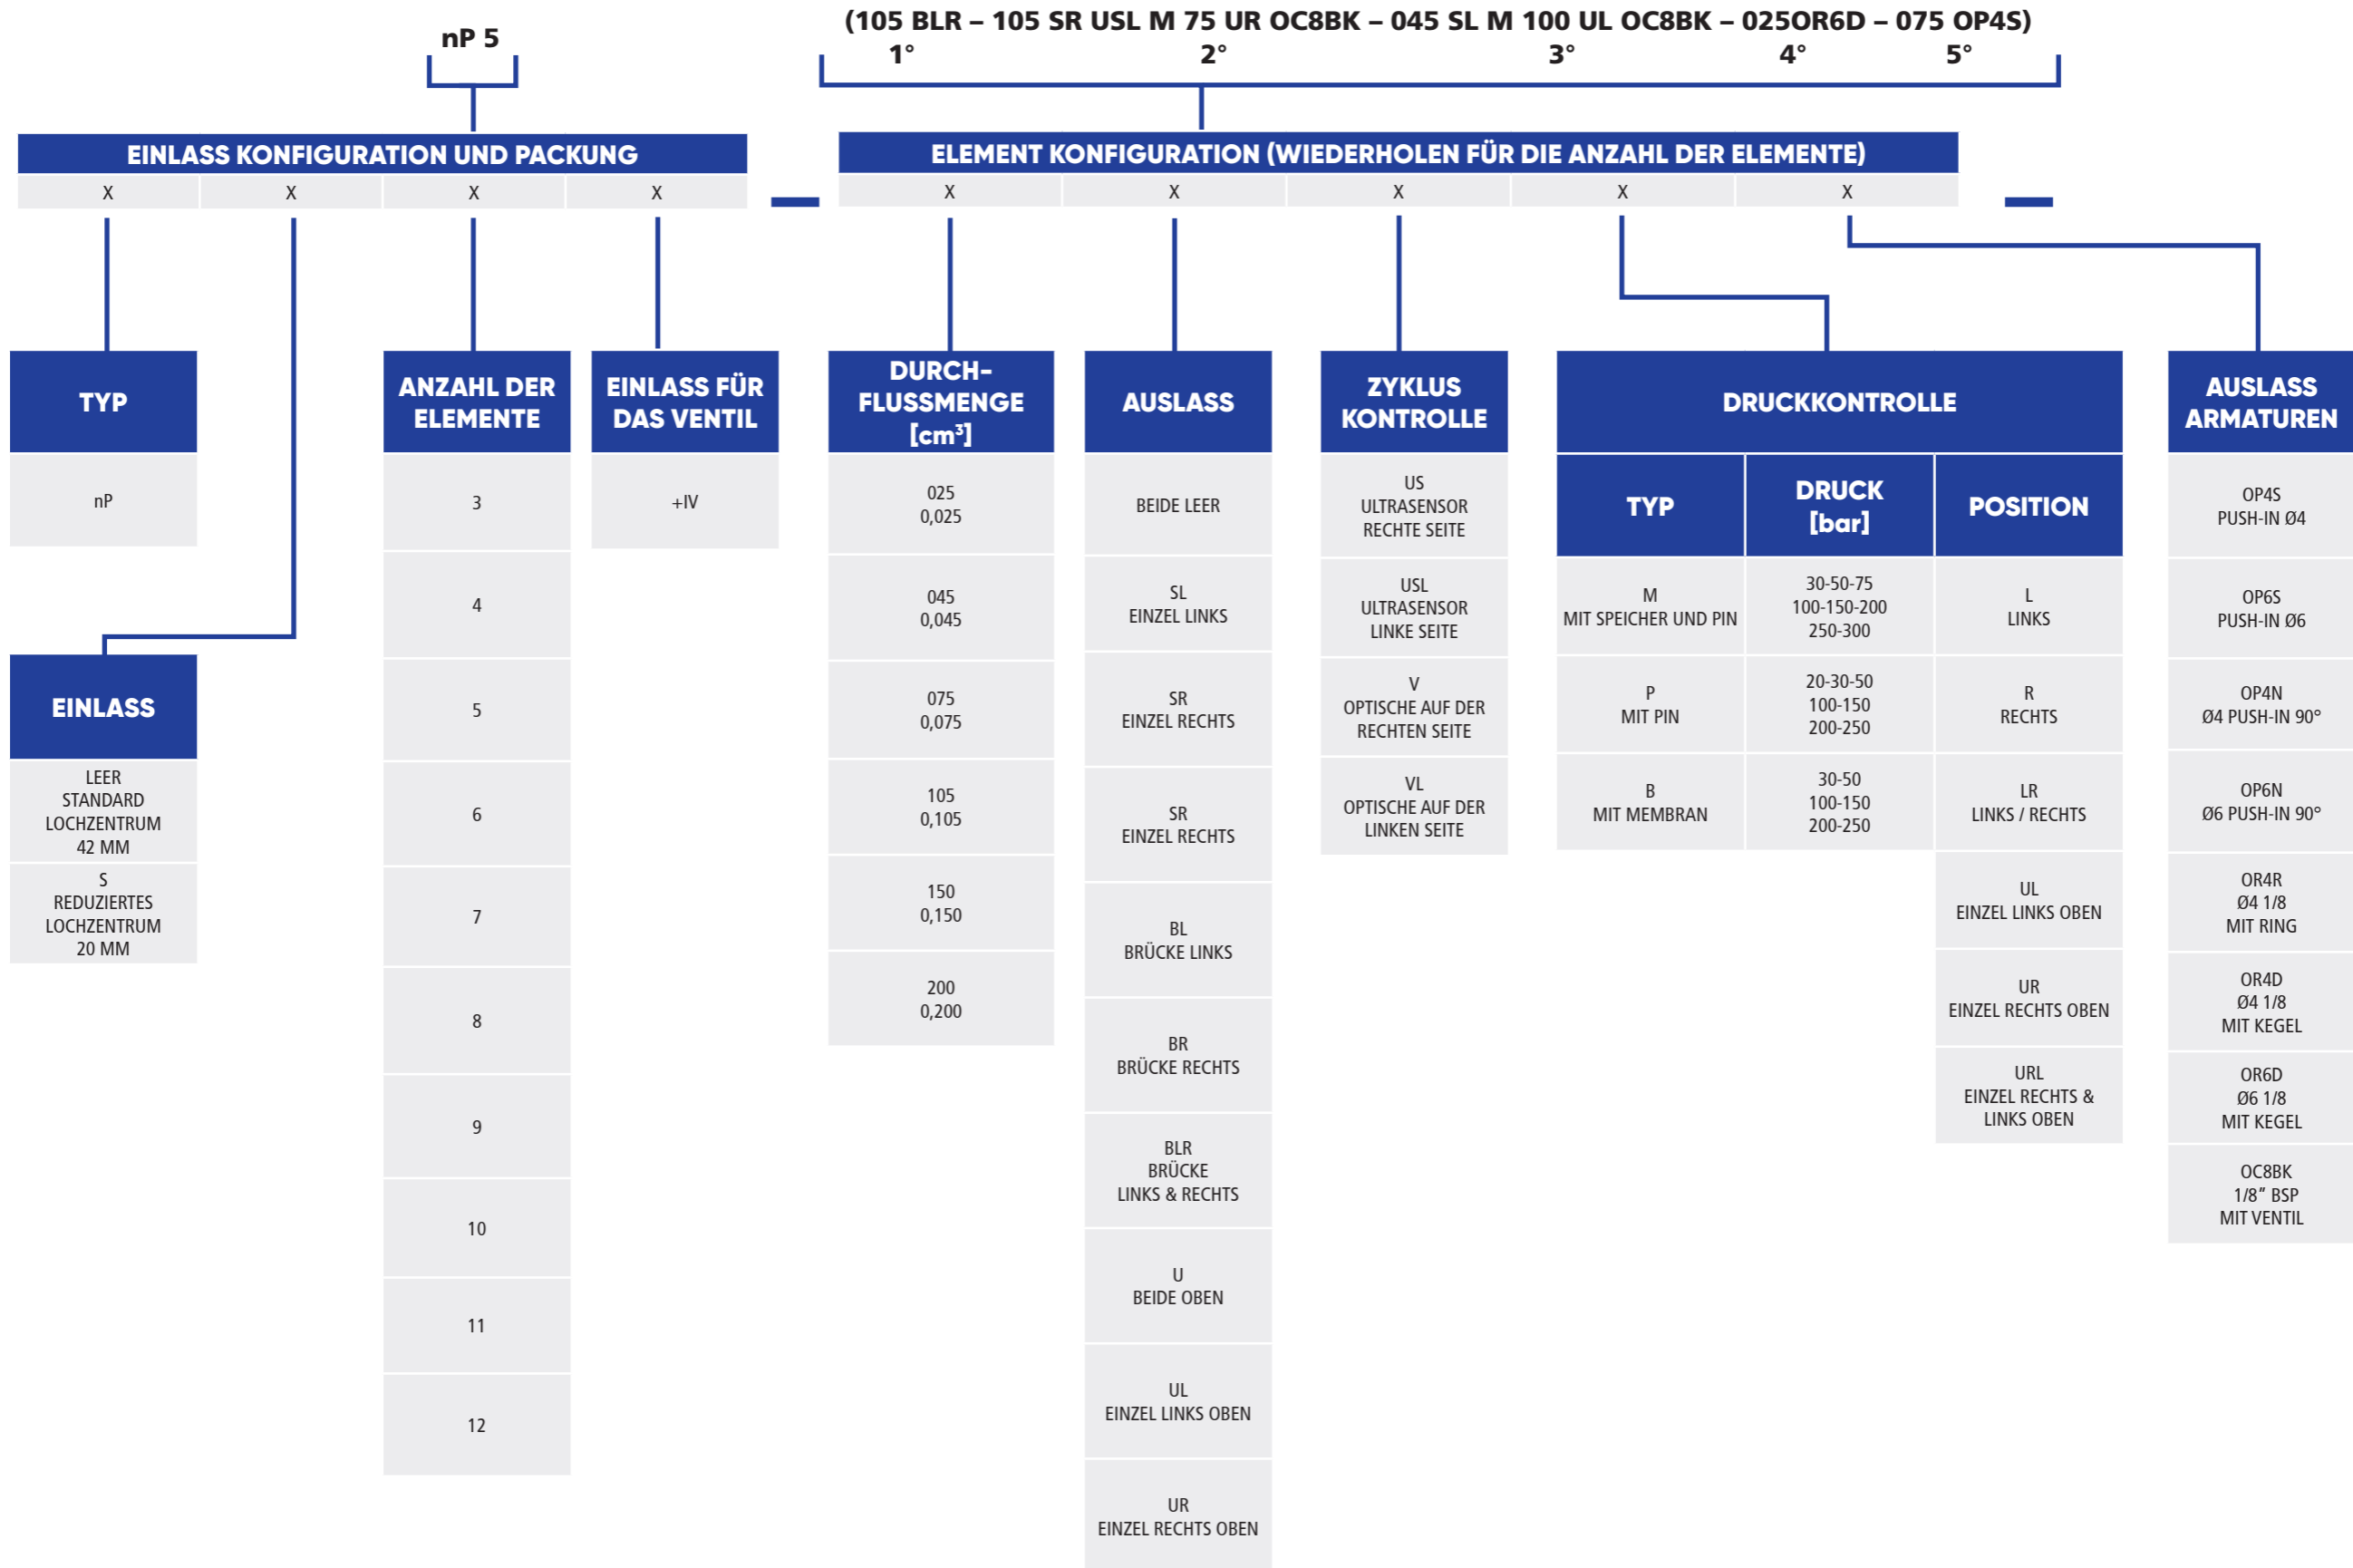 nP 5
(105 BLR – 105 SR USL M 75 UR OC8BK – 045 SL M 100 UL OC8BK – 025OR6D – 075 OP4S)
1° 2° 3° 4° 5°
EINLASS KONFIGURATION UND PACKUNG
X X X X
ELEMENT KONFIGURATION (WIEDERHOLEN FÜR DIE ANZAHL DER ELEMENTE)
X X X X X
TYP
nP
EINLASS
LEER
STANDARD
LOCHZENTRUM
42 MM
S
REDUZIERTES
LOCHZENTRUM
20 MM
ANZAHL DER
ELEMENTE
3
4
5
6
7
8
9
10
11
12
EINLASS FÜR
DAS VENTIL
+IV
DURCH-
FLUSSMENGE
[cm³]
025
0,025
045
0,045
075
0,075
105
0,105
150
0,150
200
0,200
AUSLASS
BEIDE LEER
SL
EINZEL LINKS
SR
EINZEL RECHTS
SR
EINZEL RECHTS
BL
BRÜCKE LINKS
BR
BRÜCKE RECHTS
BLR
BRÜCKE
LINKS & RECHTS
U
BEIDE OBEN
UL
EINZEL LINKS OBEN
UR
EINZEL RECHTS OBEN
ZYKLUS
KONTROLLE
US
ULTRASENSOR
RECHTE SEITE
USL
ULTRASENSOR
LINKE SEITE
V
OPTISCHE AUF DER
RECHTEN SEITE
VL
OPTISCHE AUF DER
LINKEN SEITE
DRUCKKONTROLLE
TYP
M
MIT SPEICHER UND PIN
P
MIT PIN
B
MIT MEMBRAN
DRUCK
[bar]
30-50-75
100-150-200
250-300
20-30-50
100-150
200-250
30-50
100-150
200-250
POSITION
L
LINKS
R
RECHTS
LR
LINKS / RECHTS
UL
EINZEL LINKS OBEN
UR
EINZEL RECHTS OBEN
URL
EINZEL RECHTS &
LINKS OBEN
AUSLASS
ARMATUREN
OP4S
PUSH-IN Ø4
OP6S
PUSH-IN Ø6
OP4N
Ø4 PUSH-IN 90°
OP6N
Ø6 PUSH-IN 90°
OR4R
Ø4 1/8
MIT RING
OR4D
Ø4 1/8
MIT KEGEL
OR6D
Ø6 1/8
MIT KEGEL
OC8BK
1/8” BSP
MIT VENTIL